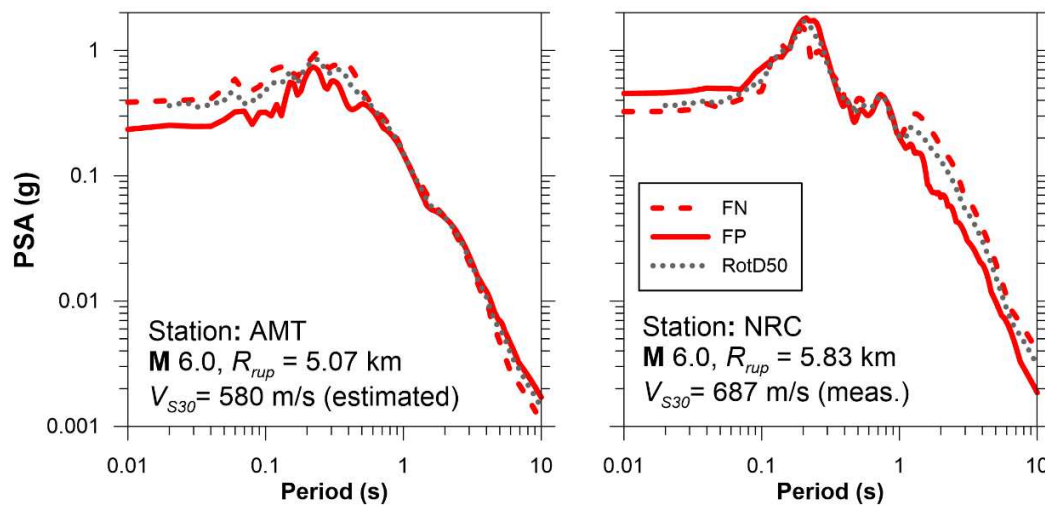 PSA (g)
1
0.1
0.01
0.001
Station: AMT
M 6.0, Rrup = 5.07 km
VS30= 580 m/s (estimated)
0.01 0.1 1 10
Period (s)
FN
FP
RotD50
Station: NRC
M 6.0, Rrup = 5.83 km
VS30= 687 m/s (meas.)
0.01 0.1 1 10
Period (s)